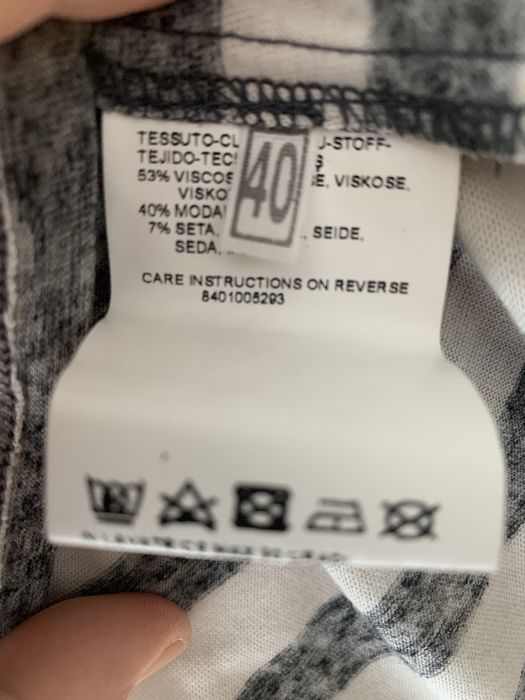 TESSUTO-CL J-STOFF-
TEJIDO-TEC
53% VISCOS E, VISKOSE,
VISKO
40% MODA
7% SETA, , SEIDE,
SEDA,
40
CARE INSTRUCTIONS ON REVERSE
8401005293